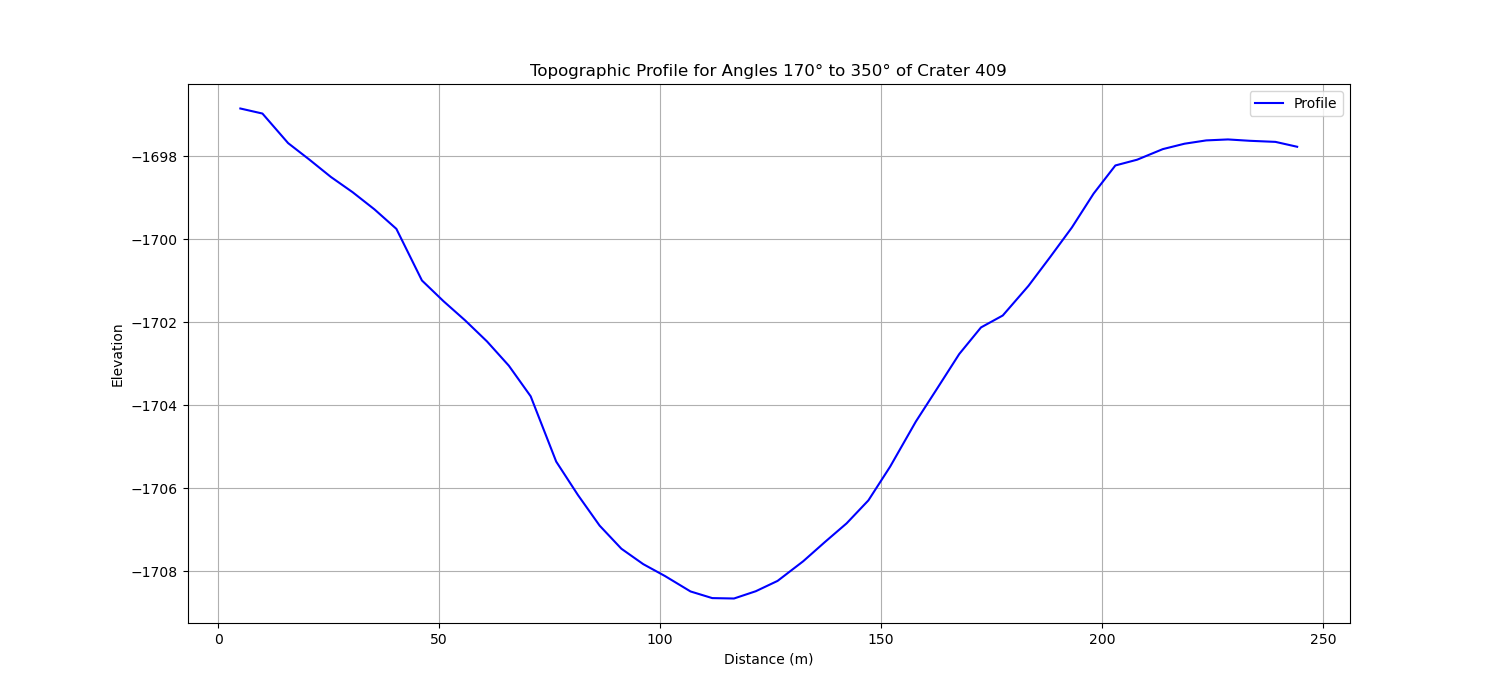 Topographic Profile for Angles 170° to 350° of Crater 409
Profile
−1698
−1700
−1702
−1704
−1706
−1708
Elevation
0 50 100 150 200 250
Distance (m)